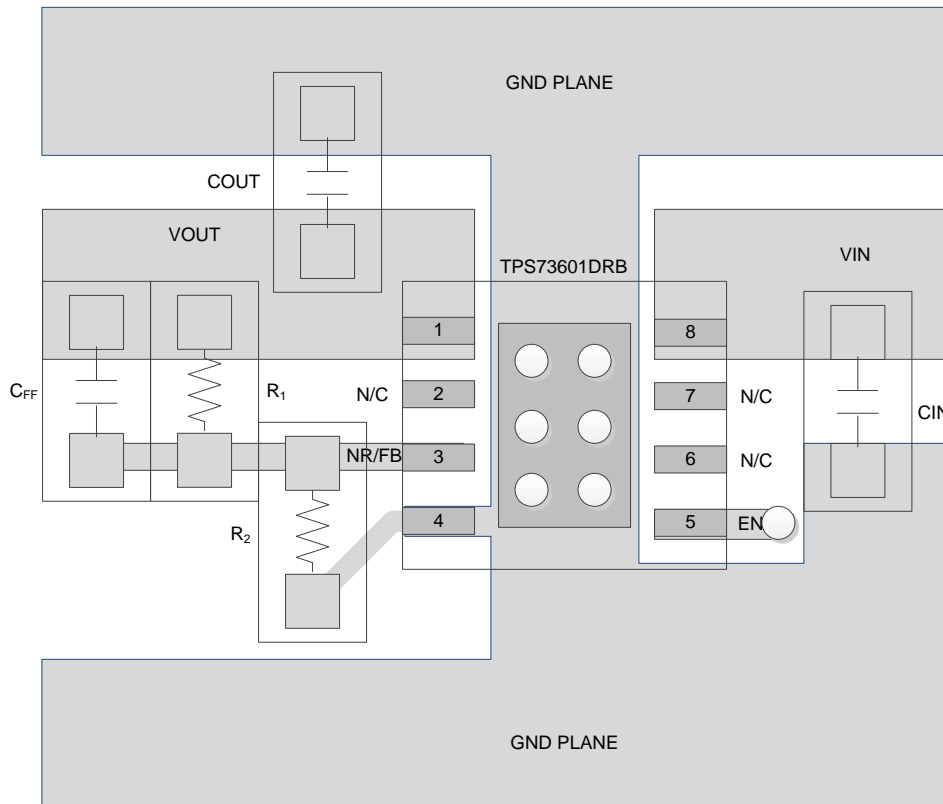 GND PLANE
COUT
VOUT
TPS73601DRB
VIN
1
8
CFF
R1
N/C
2
7
N/C
CIN
NR/FB
3
6
N/C
4
5
EN
R2
GND PLANE